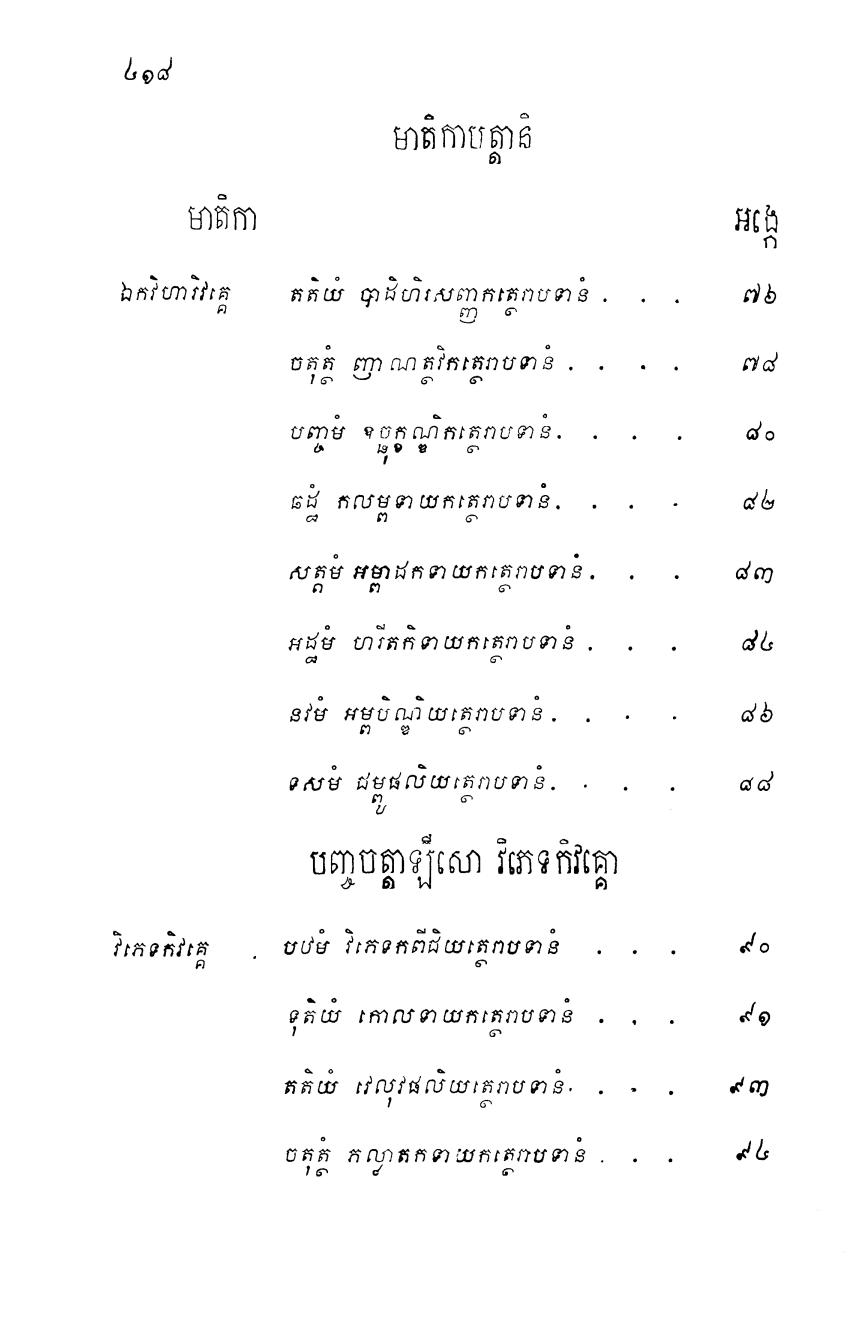 ៤១៨
មាតិកាបត្តានិ
មាតិកា អង្កេ
ឯកវិហារិវគ្គេ តតិយំ បាដិហិរសញ្ញកត្ថេរាបទានំ . . . ៧៦
ចតុត្ថំ ញាណត្ថវិកត្ថេរាបទានំ . . . . ៧៨
បញ្ចមំ ឧច្ឆុក្ខណ្ឌិកត្ថេរាបទានំ . . . . ៨០
ឆដ្ឋំ កលម្ពទាយកត្ថេរាបទានំ . . . . ៨២
សត្តមំ អម្ពាដកទាយកត្ថេរាបទានំ . . . ៨៣
អដ្ឋមំ ហរីតកិទាយកត្ថេរាបទានំ . . . ៨៤
នវមំ អម្ពបិណ្ឌិយត្ថេរាបទានំ . . . . ៨៦
ទសមំ ជម្ពូផលិយត្ថេរាបទានំ . . . . ៨៨
បញ្ចចត្តាឡីសោ វិភេទកិវគ្គោ
វិភេទកិវគ្គេ . បឋមំ វិភេទកពីជិយត្ថេរាបទានំ . . . ៩០
ទុតិយំ កោលទាយកត្ថេរាបទានំ . . . ៩១
តតិយំ វេលុវផលិយត្ថេរាបទានំ . . . . ៩៣
ចតុត្ថំ ភល្លាតកទាយកត្ថេរាបទានំ . . . ៩៤